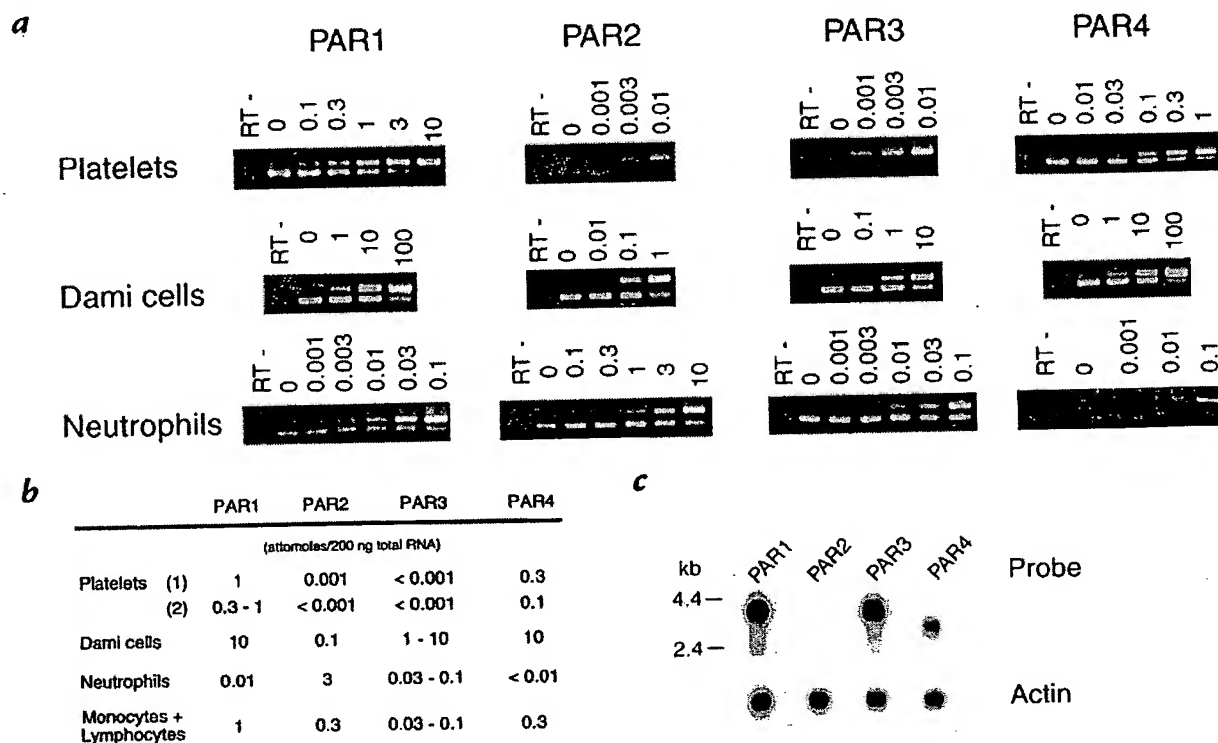 a
PAR1 PAR2 PAR3 PAR4
Platelets
RT - 0 0.1 0.3 1 3 10
RT - 0 0.001 0.003 0.01
RT - 0 0.001 0.003 0.01
RT - 0 0.01 0.03 0.1 0.3 1
Dami cells
RT - 0 1 10 100
RT - 0 0.01 0.1 1
RT - 0 0.1 1 10
RT - 0 1 10 100
Neutrophils
RT - 0 0.001 0.003 0.01 0.03 0.1
RT - 0 0.1 0.3 1 3 10
RT - 0 0.001 0.003 0.01 0.03 0.1
RT - 0 0.001 0.01 0.1
b
PAR1 PAR2 PAR3 PAR4
(attomoles/200 ng total RNA)
Platelets (1) 1 0.001 < 0.001 0.3
(2) 0.3 - 1 < 0.001 < 0.001 0.1
Dami cells 10 0.1 1 - 10 10
Neutrophils 0.01 3 0.03 - 0.1 < 0.01
Monocytes +
Lymphocytes 1 0.3 0.03 - 0.1 0.3
c
PAR1 PAR2 PAR3 PAR4 Probe
kb
4.4
2.4
Actin